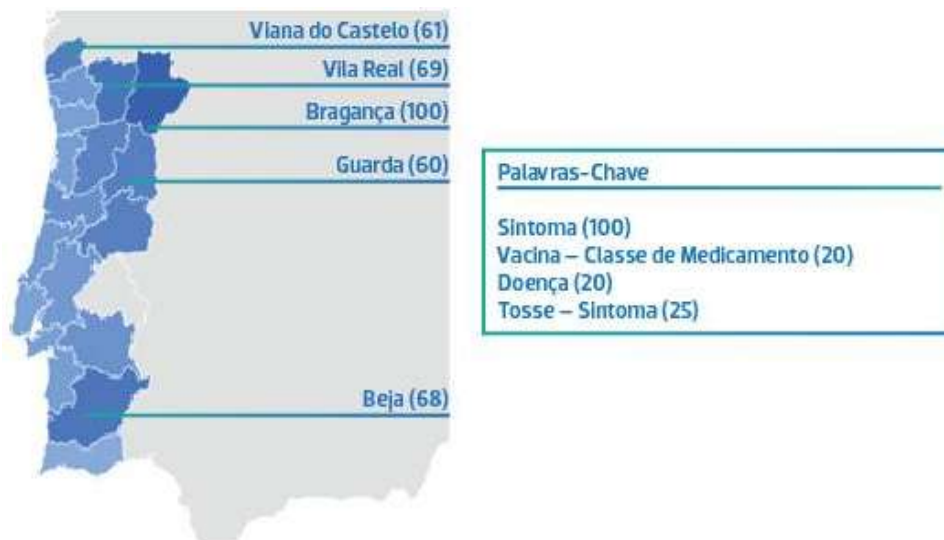 Viana do Castelo (61)
Vila Real (69)
Bragança (100)
Guarda (60)
Beja (68)
Palavras-Chave
Sintoma (100)
Vacina – Classe de Medicamento (20)
Doença (20)
Tosse – Sintoma (25)